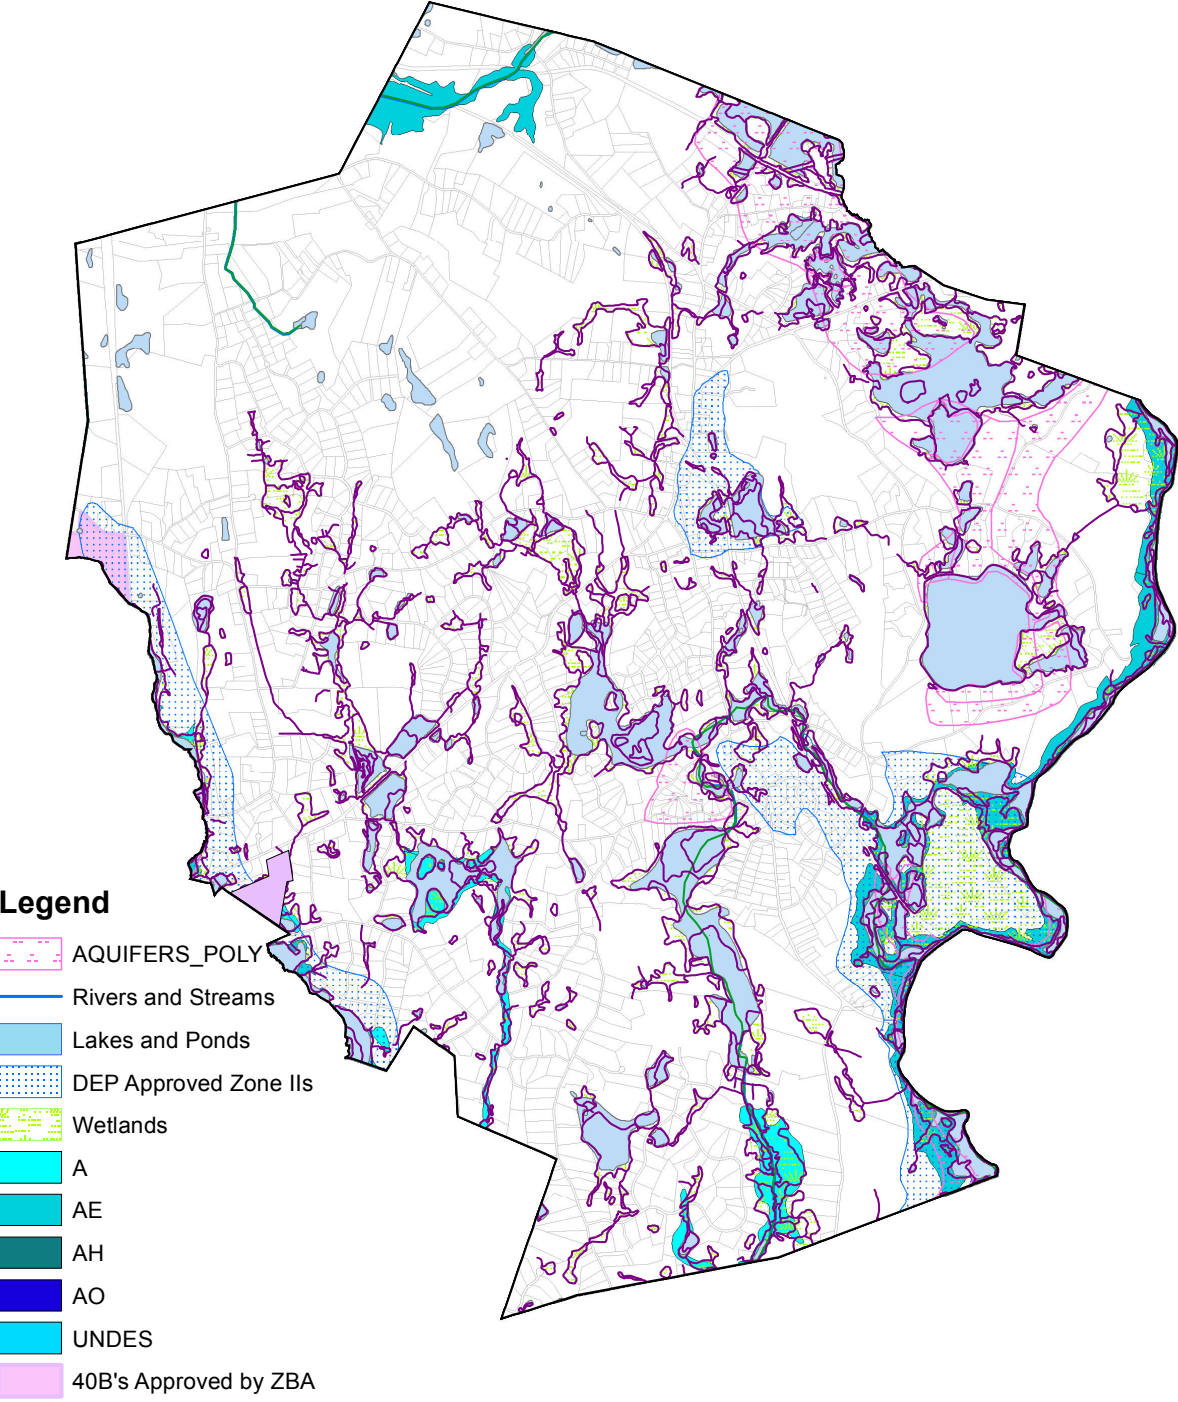 Legend
AQUIFERS_POLY
Rivers and Streams
Lakes and Ponds
DEP Approved Zone IIs
Wetlands
A
AE
AH
AO
UNDES
40B's Approved by ZBA